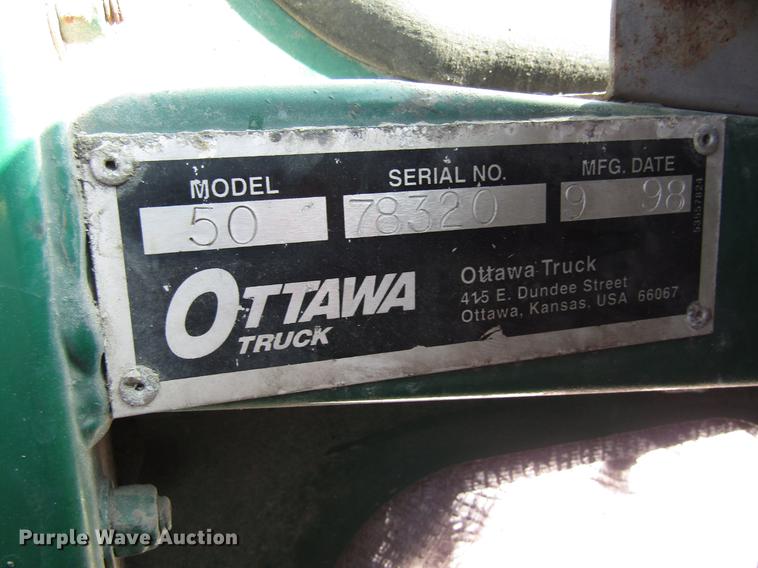 MODEL
SERIAL NO.
MFG. DATE
50
78320
9 98
53557824
OTTAWA
TRUCK
Ottawa Truck
415 E. Dundee Street
Ottawa, Kansas, USA 66067
Purple Wave Auction